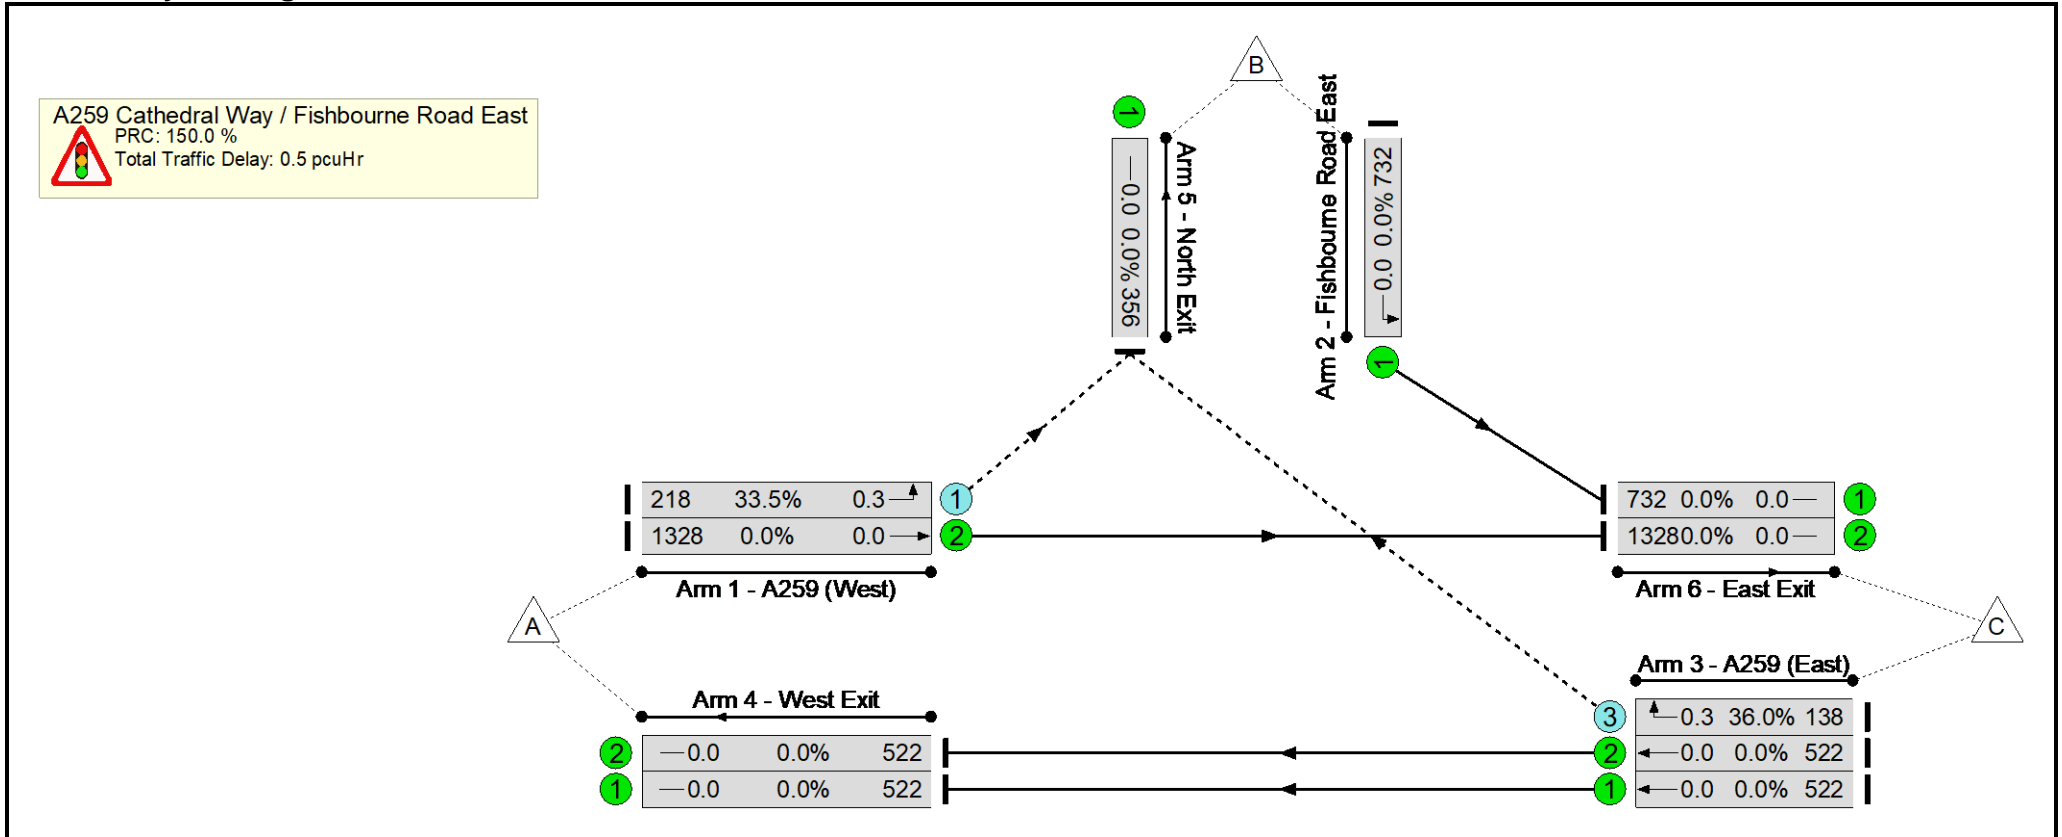 A259 Cathedral Way / Fishbourne Road East
PRC: 150.0 %
Total Traffic Delay: 0.5 pcuHr
B
1
0.0 0.0% 356
Arm 5 - North Exit
Arm 2 - Fishbourne Road East
0.0 0.0% 732
1
218 33.5% 0.3 1
1328 0.0% 0.0 2
Arm 1 - A259 (West)
732 0.0% 0.0 1
1328 0.0% 0.0 2
Arm 6 - East Exit
A
C
Arm 4 - West Exit
2 0.0 0.0% 522
1 0.0 0.0% 522
Arm 3 - A259 (East)
3 0.3 36.0% 138
2 0.0 0.0% 522
1 0.0 0.0% 522